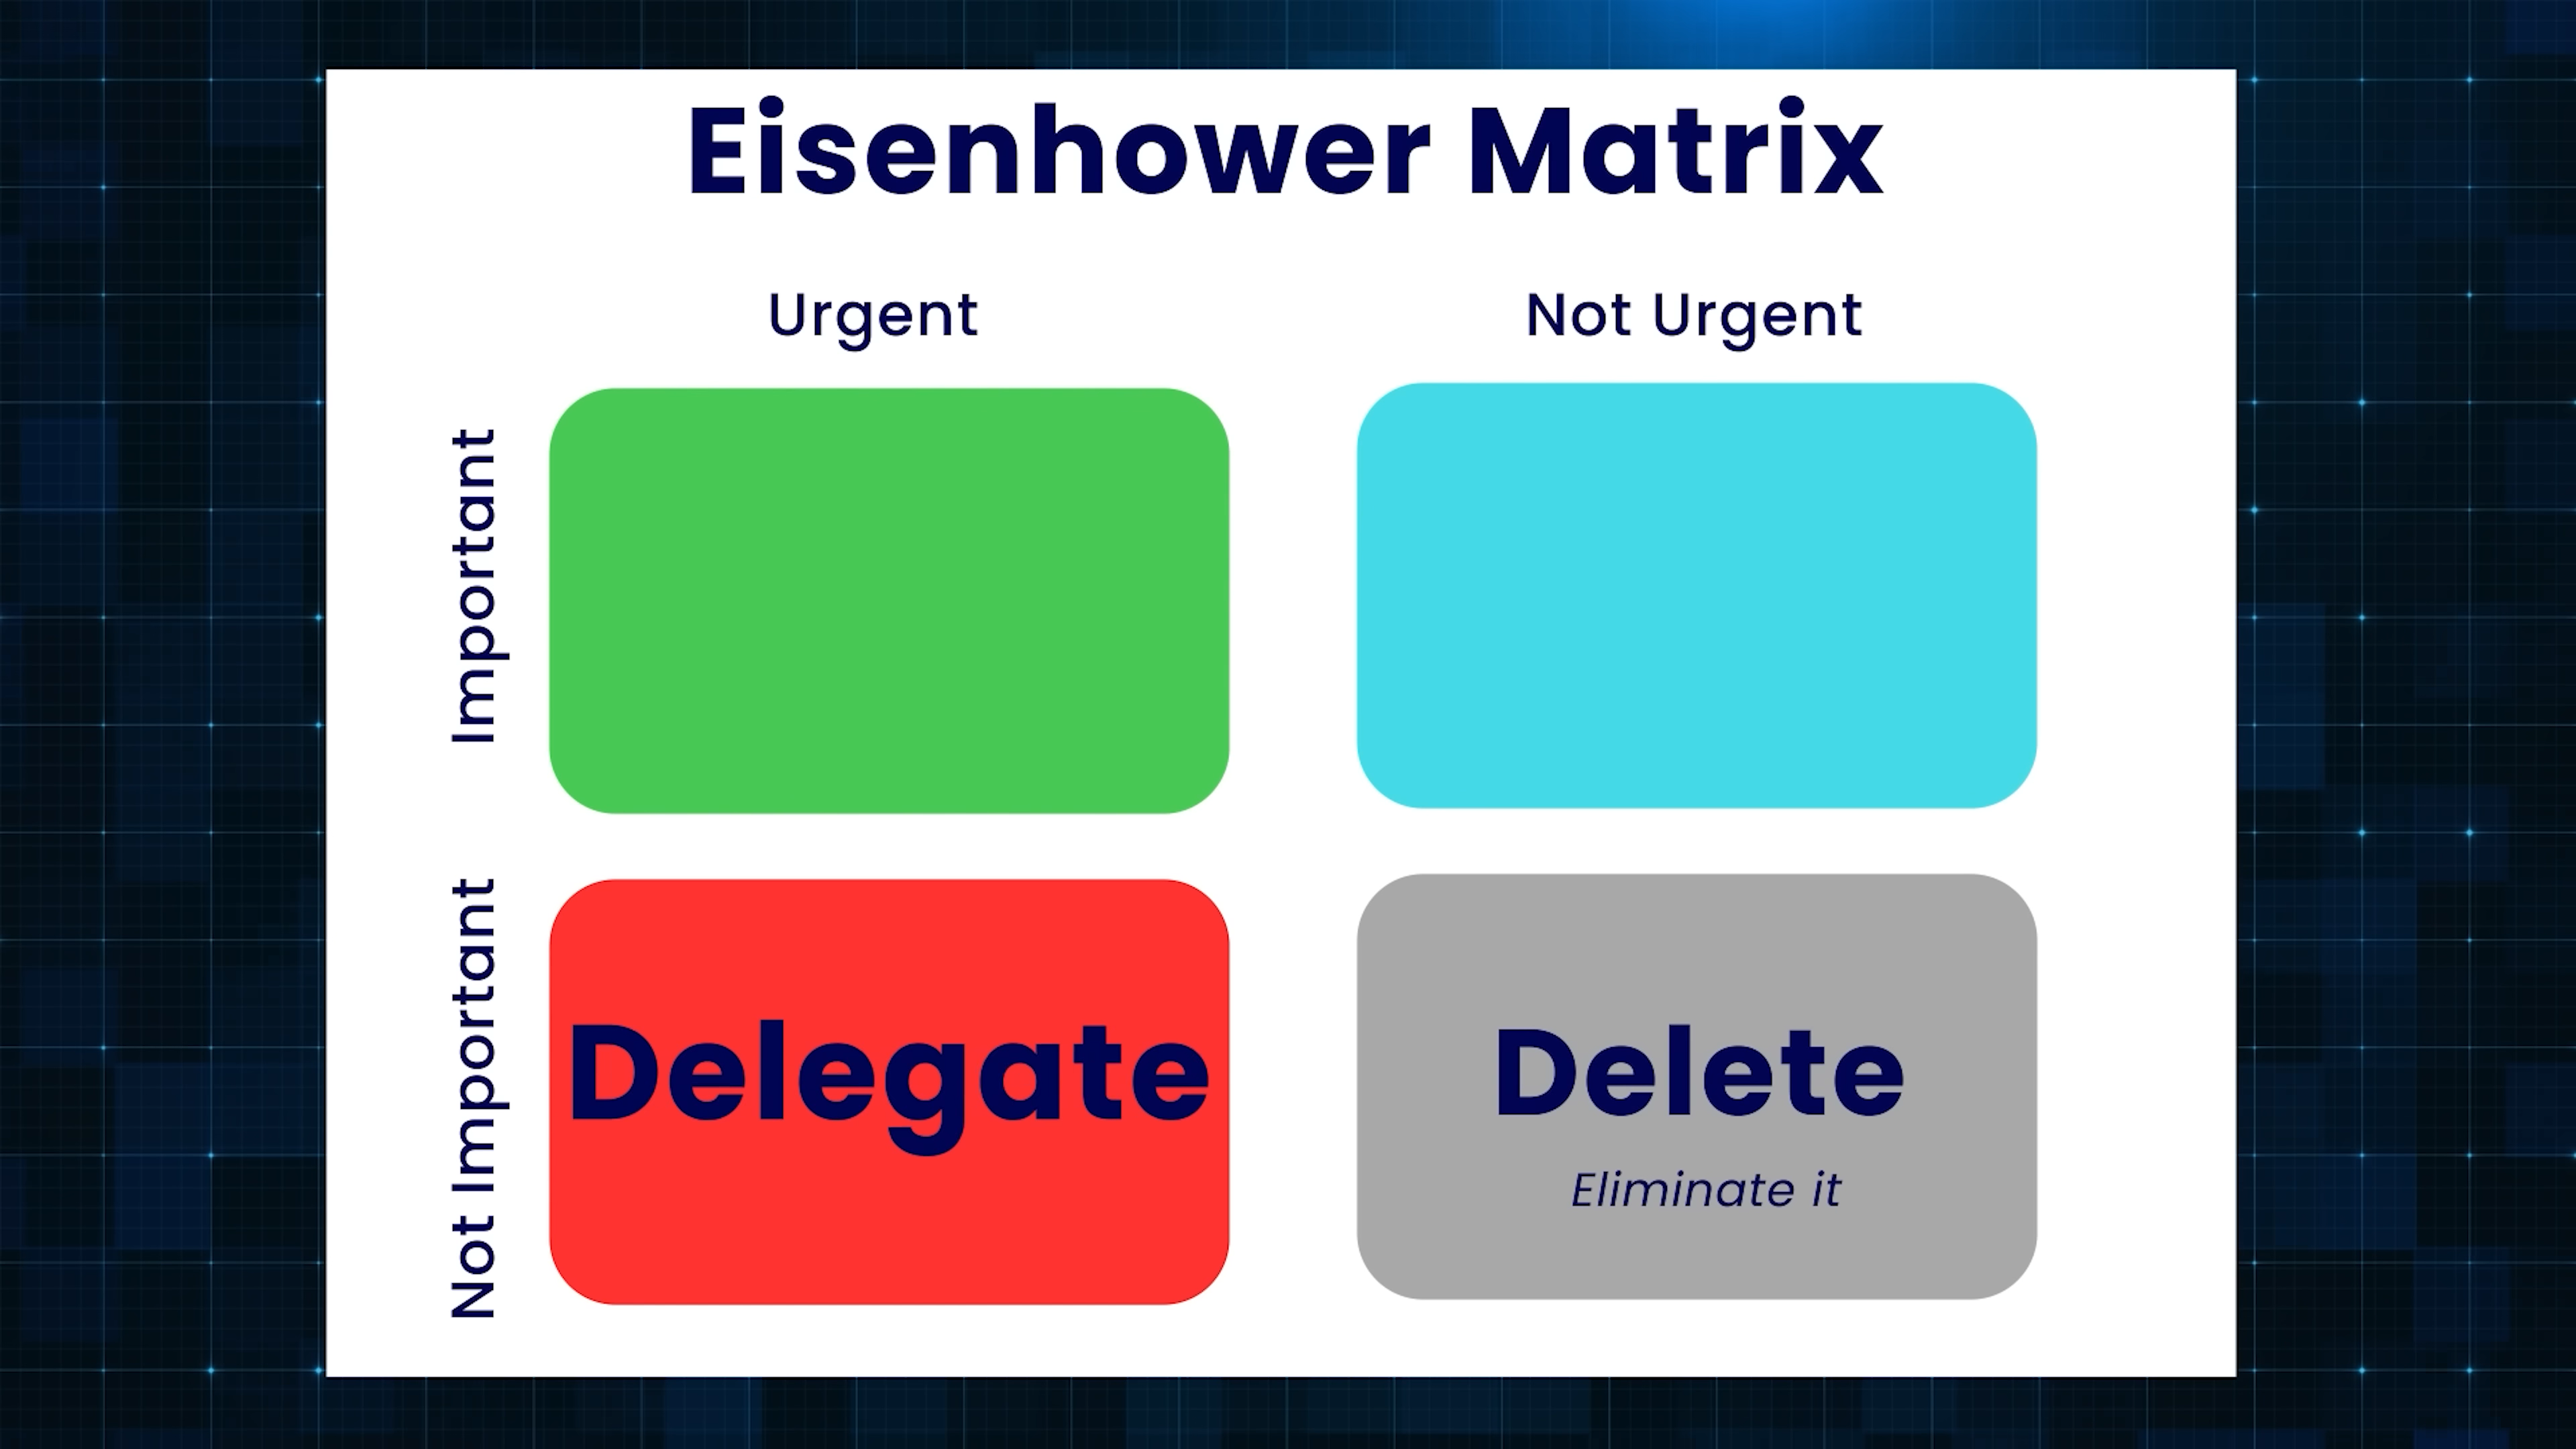 Eisenhower Matrix
Urgent
Not Urgent
Important
Not Important
Delegate
Delete
Eliminate it